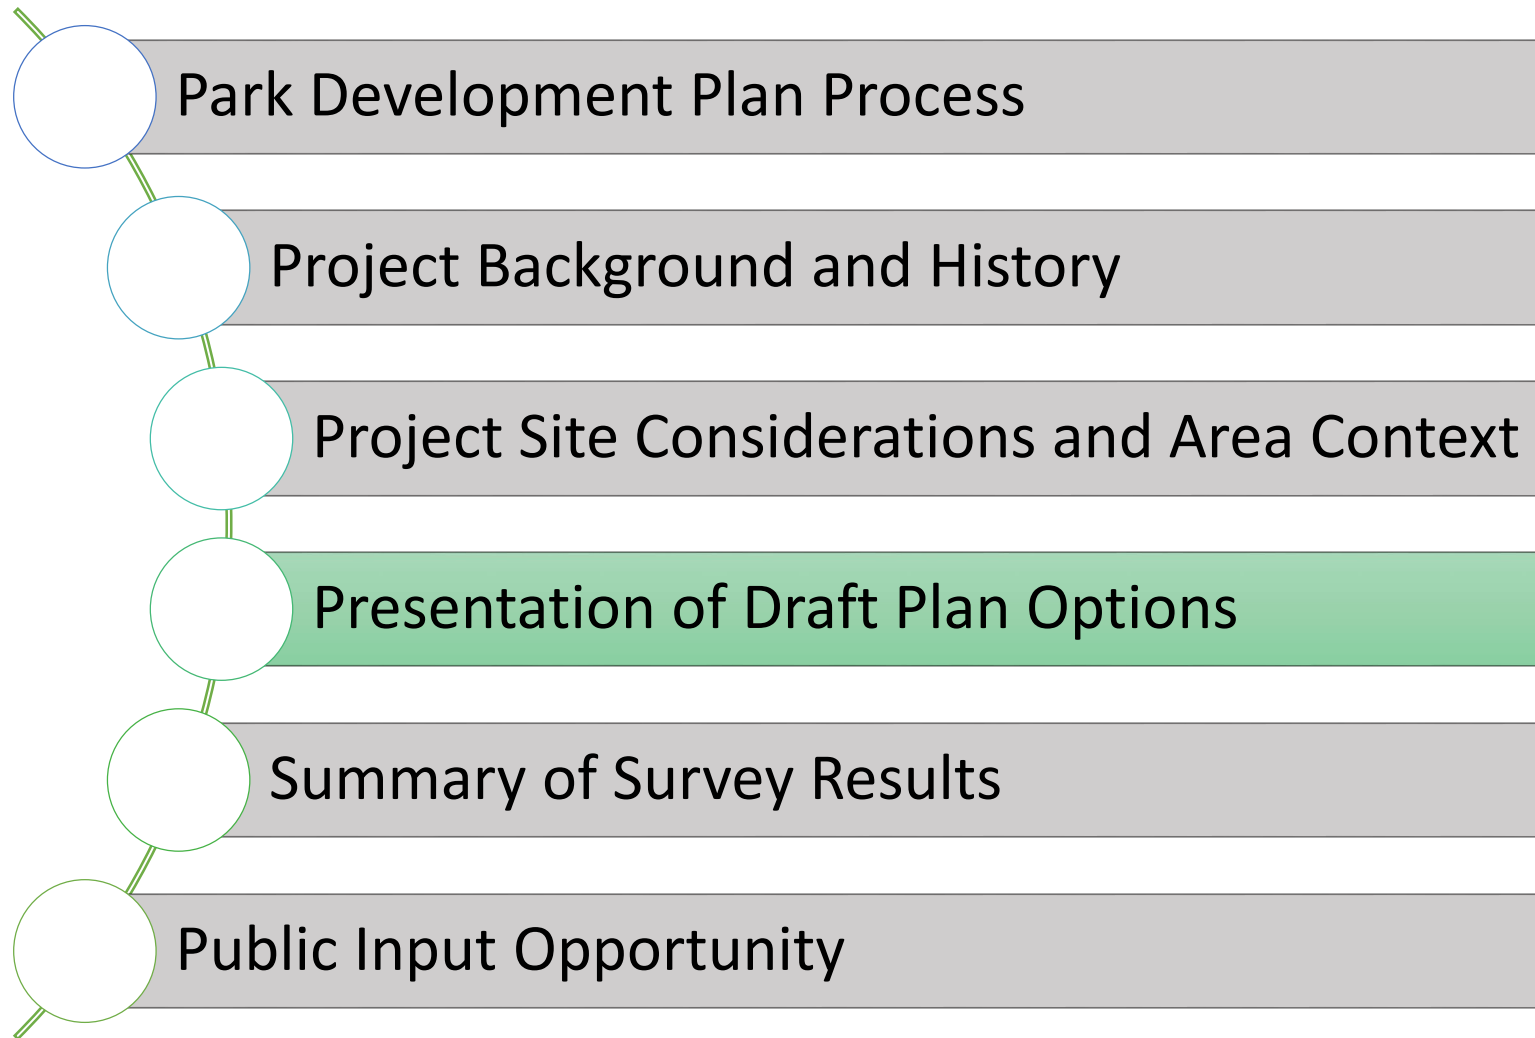 Park Development Plan Process
Project Background and History
Project Site Considerations and Area Context
Presentation of Draft Plan Options
Summary of Survey Results
Public Input Opportunity